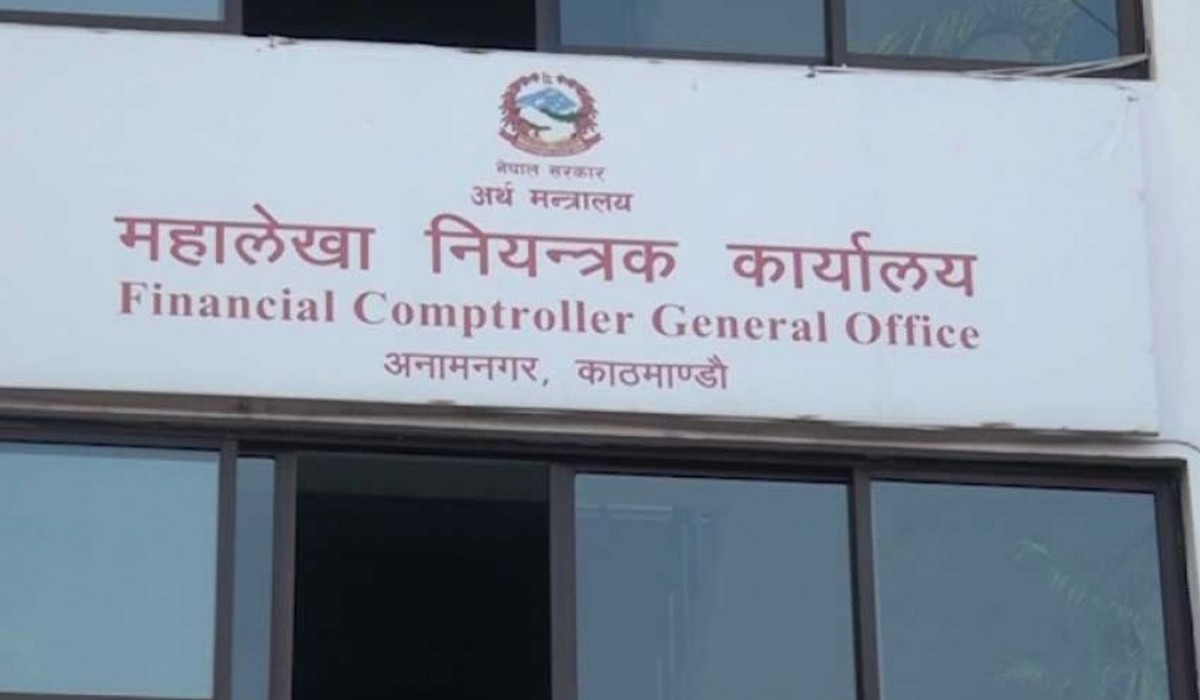 नेपाल सरकार
अर्थ मन्त्रालय
महालेखा नियन्त्रक कार्यालय
Financial Comptroller General Office
अनामनगर, काठमाण्डौ